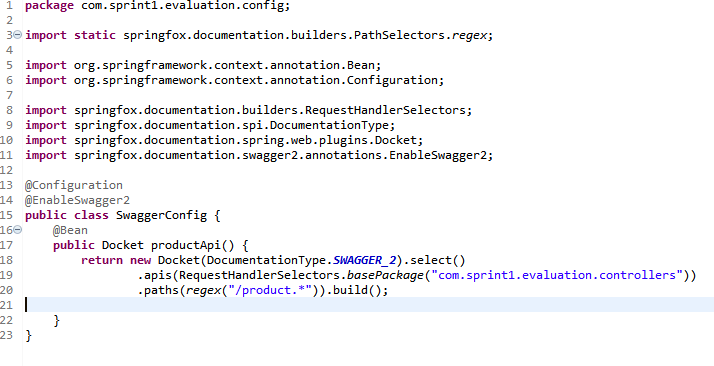 1 package com.sprint1.evaluation.config;
2
3 import static springfox.documentation.builders.PathSelectors.regex;
4
5 import org.springframework.context.annotation.Bean;
6 import org.springframework.context.annotation.Configuration;
7
8 import springfox.documentation.builders.RequestHandlerSelectors;
9 import springfox.documentation.spi.DocumentationType;
10 import springfox.documentation.spring.web.plugins.Docket;
11 import springfox.documentation.swagger2.annotations.EnableSwagger2;
12
13 @Configuration
14 @EnableSwagger2
15 public class SwaggerConfig {
16     @Bean
17     public Docket productApi() {
18         return new Docket(DocumentationType.SWAGGER_2).select()
19                 .apis(RequestHandlerSelectors.basePackage("com.sprint1.evaluation.controllers"))
20                 .paths(regex("/product.*")).build();
21
22     }
23 }